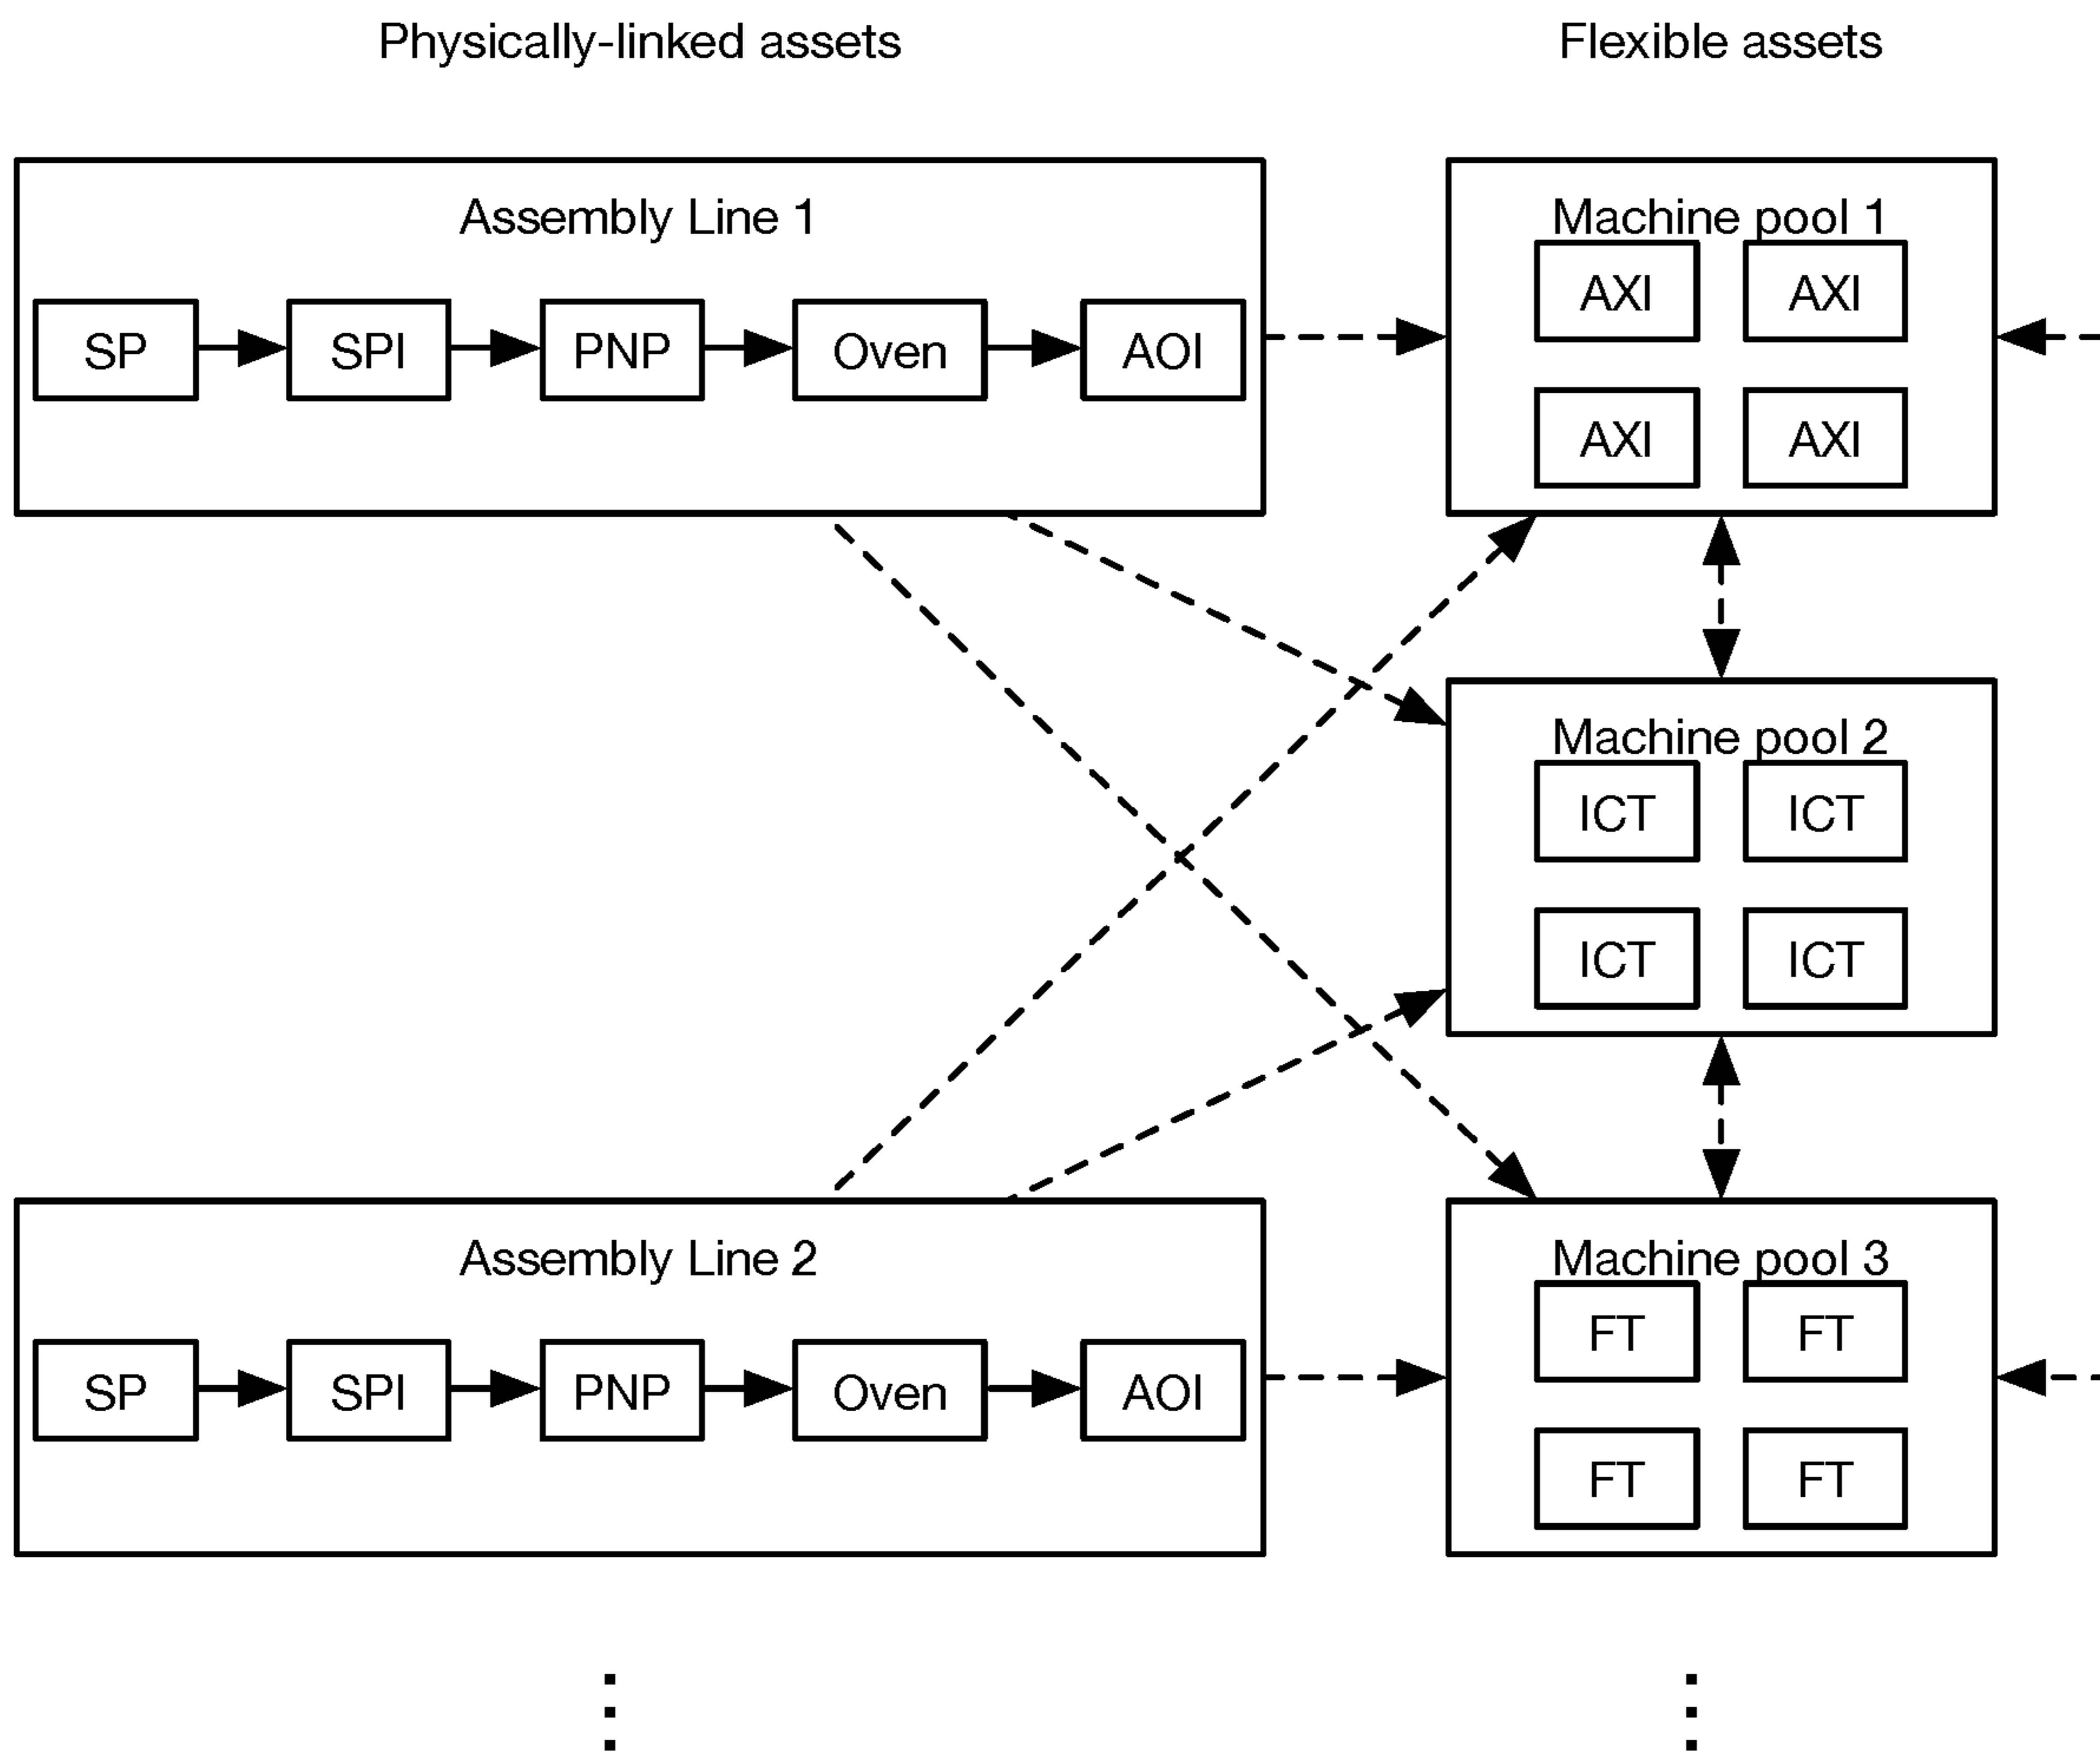 Physically-linked assets
Flexible assets
Assembly Line 1
SP SPI PNP Oven AOI
Machine pool 1
AXI AXI
AXI AXI
Machine pool 2
ICT ICT
ICT ICT
Assembly Line 2
SP SPI PNP Oven AOI
Machine pool 3
FT FT
FT FT